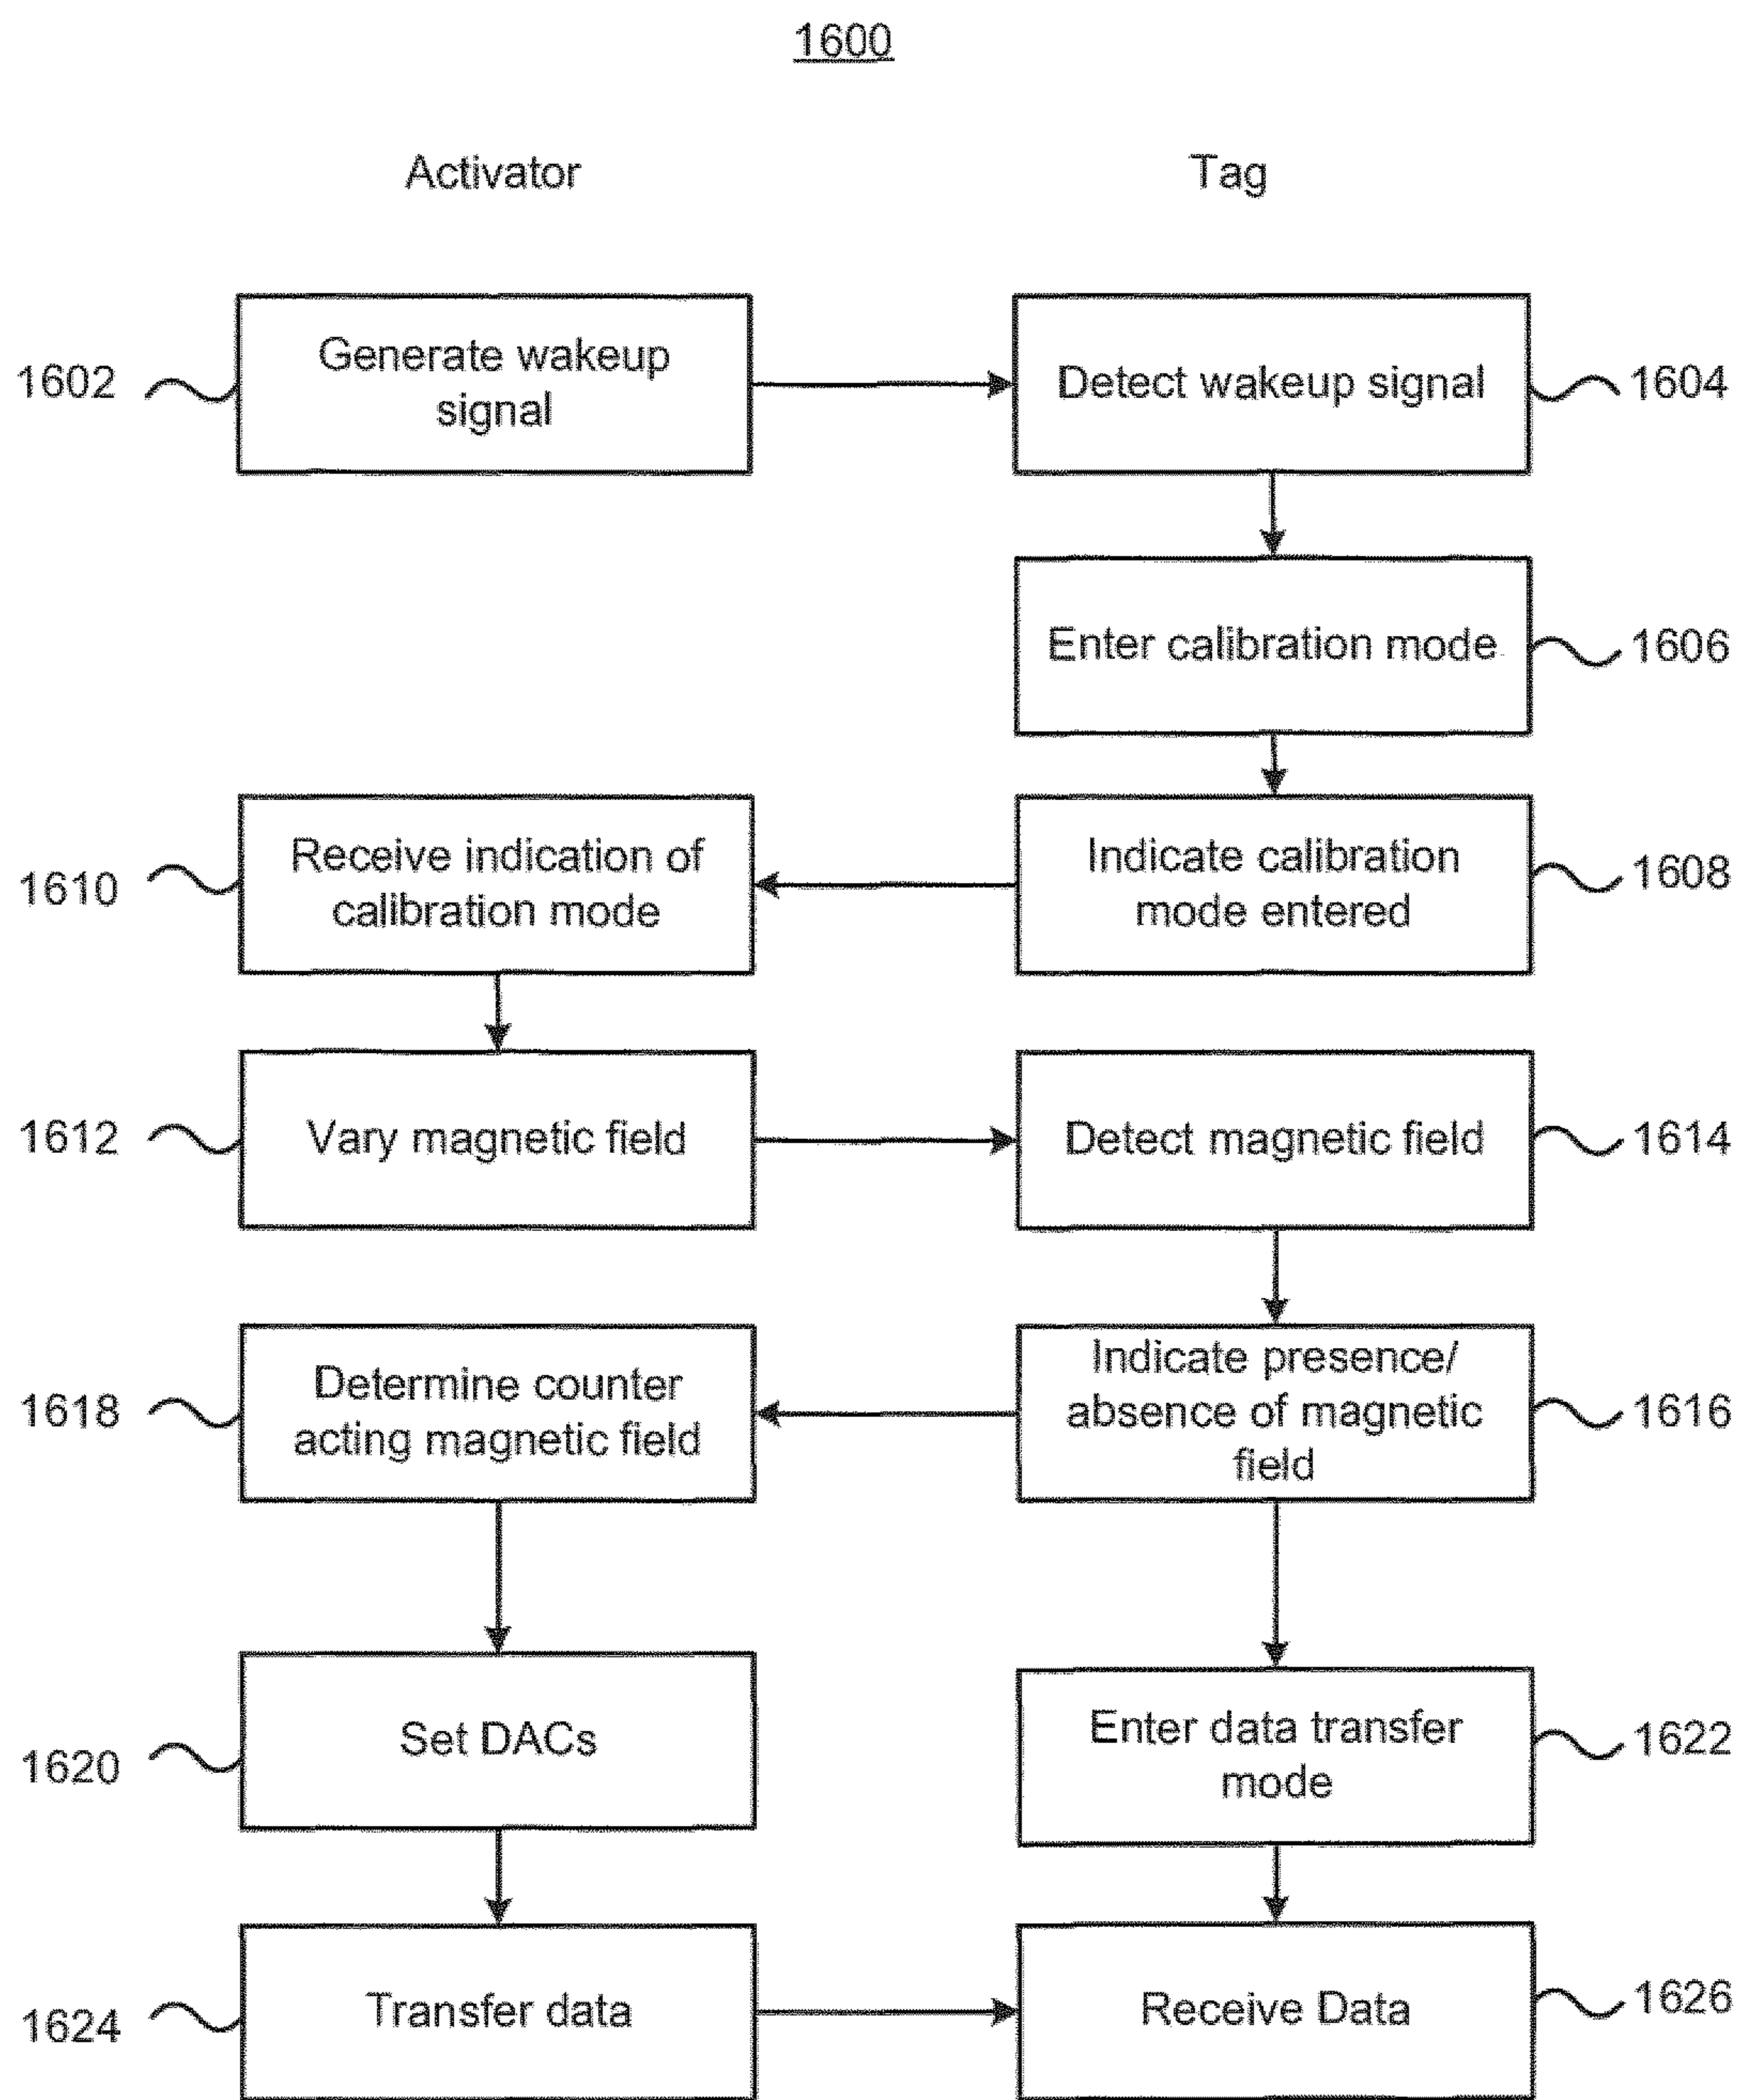 1600
Activator
Tag
1602
Generate wakeup
signal
Detect wakeup signal
1604
Enter calibration mode
1606
1610
Receive indication of
calibration mode
Indicate calibration
mode entered
1608
1612
Vary magnetic field
Detect magnetic field
1614
1618
Determine counter
acting magnetic field
Indicate presence/
absence of magnetic
field
1616
1620
Set DACs
Enter data transfer
mode
1622
1624
Transfer data
Receive Data
1626